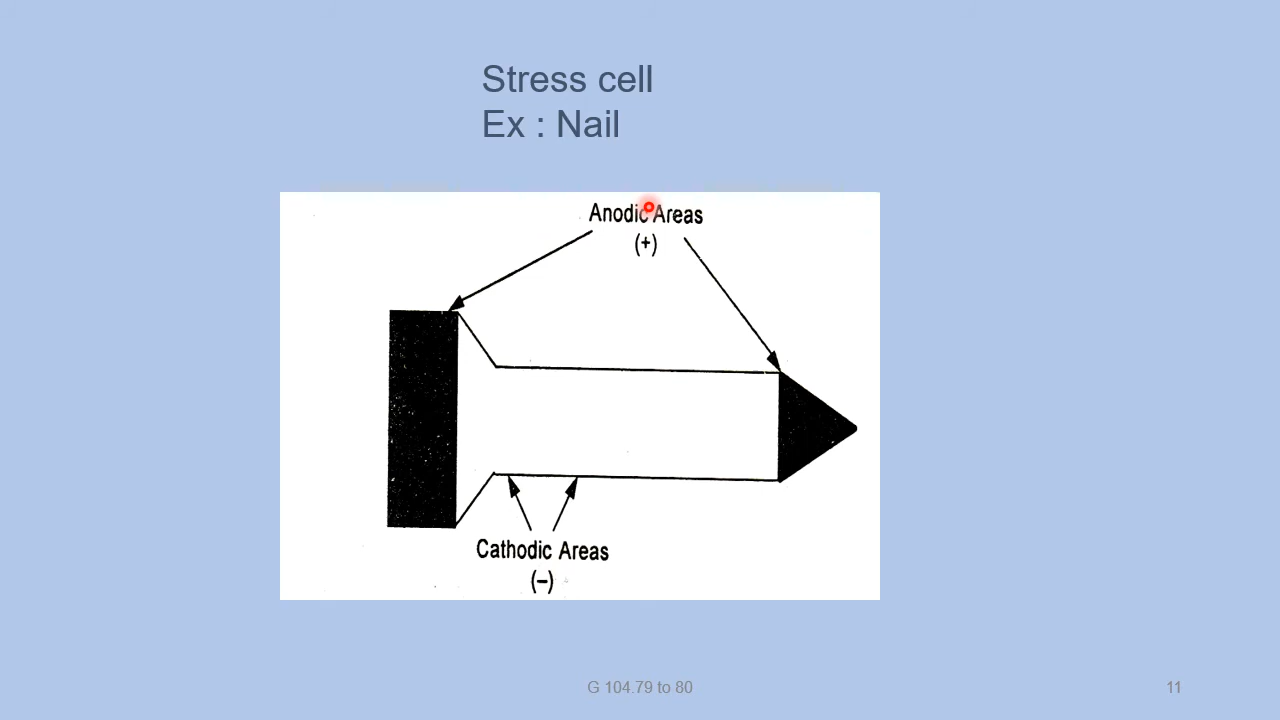 Stress cell
Ex : Nail
Anodic Areas
(+)
Cathodic Areas
(–)
G 104.79 to 80
11